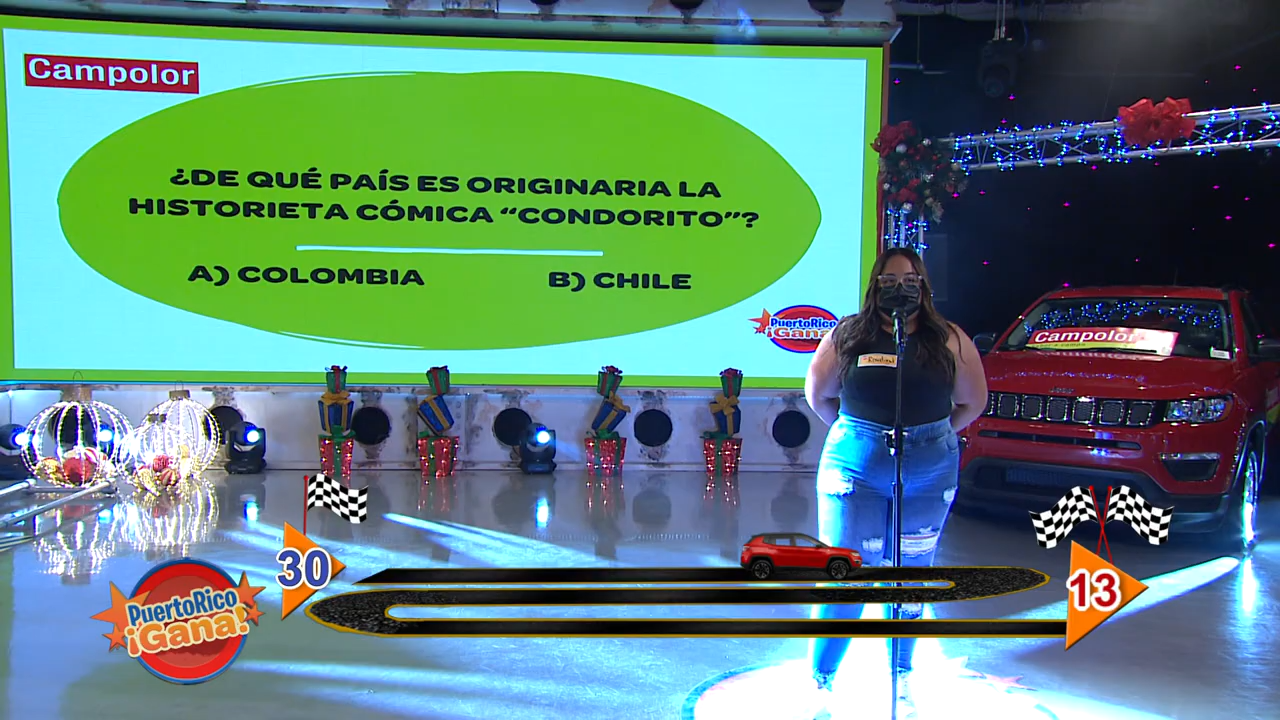 Campolor
¿DE QUÉ PAÍS ES ORIGINARIA LA
HISTORIETA CÓMICA “CONDORITO”?
A) COLOMBIA
B) CHILE
PuertoRico
¡Gana!
Campolor
Jeep
30
13
PuertoRico
¡Gana!